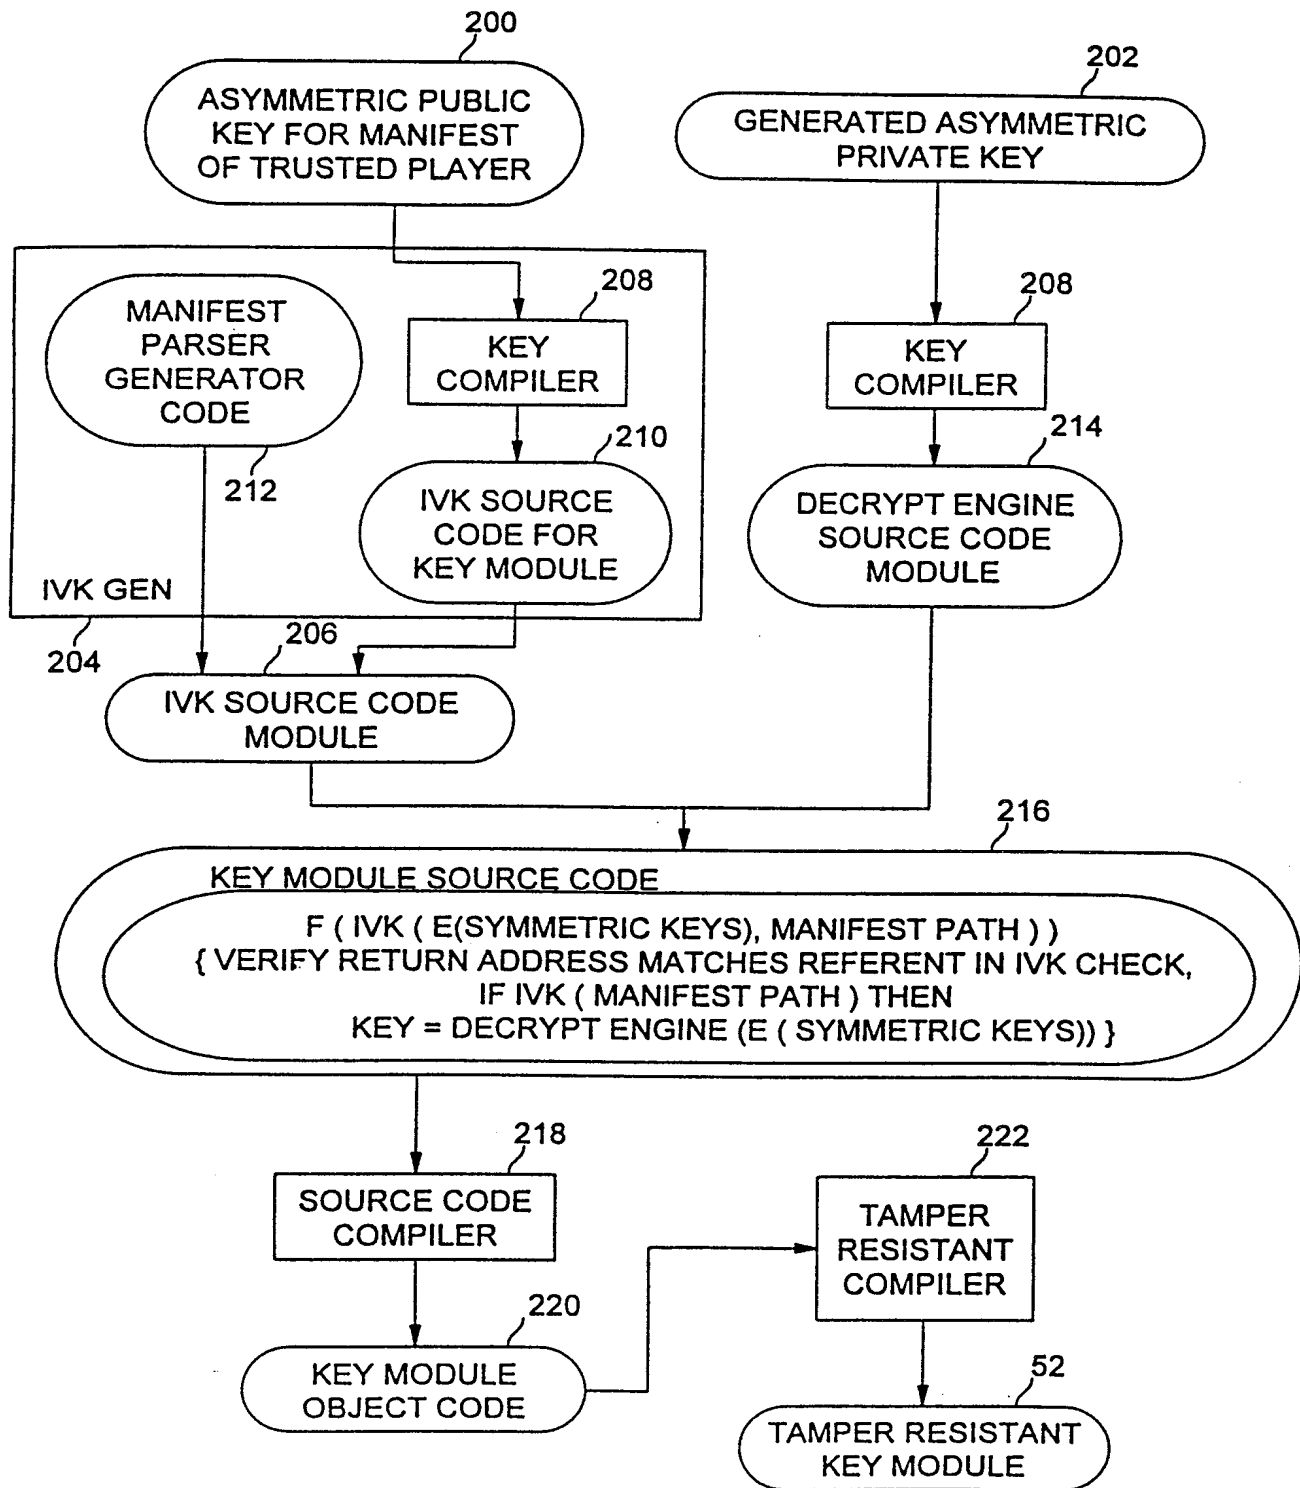 200
ASYMMETRIC PUBLIC
KEY FOR MANIFEST
OF TRUSTED PLAYER
202
GENERATED ASYMMETRIC
PRIVATE KEY
MANIFEST
PARSER
GENERATOR
CODE
212
208
KEY
COMPILER
210
IVK SOURCE
CODE FOR
KEY MODULE
IVK GEN
204
208
KEY
COMPILER
214
DECRYPT ENGINE
SOURCE CODE
MODULE
206
IVK SOURCE CODE
MODULE
216
KEY MODULE SOURCE CODE
F ( IVK ( E(SYMMETRIC KEYS), MANIFEST PATH ) )
{ VERIFY RETURN ADDRESS MATCHES REFERENT IN IVK CHECK,
IF IVK ( MANIFEST PATH ) THEN
KEY = DECRYPT ENGINE (E ( SYMMETRIC KEYS)) }
218
SOURCE CODE
COMPILER
220
KEY MODULE
OBJECT CODE
222
TAMPER
RESISTANT
COMPILER
52
TAMPER RESISTANT
KEY MODULE